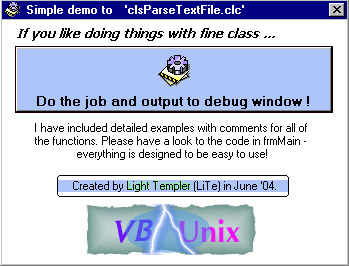 Simple demo to 'clsParseTextFile.clc'
If you like doing things with fine class ...
Do the job and output to debug window !
I have included detailed examples with comments for all of
the functions. Please have a look to the code in frmMain -
everything is designed to be easy to use!
Created by Light Templer (LiTe) in June '04.
VB Unix